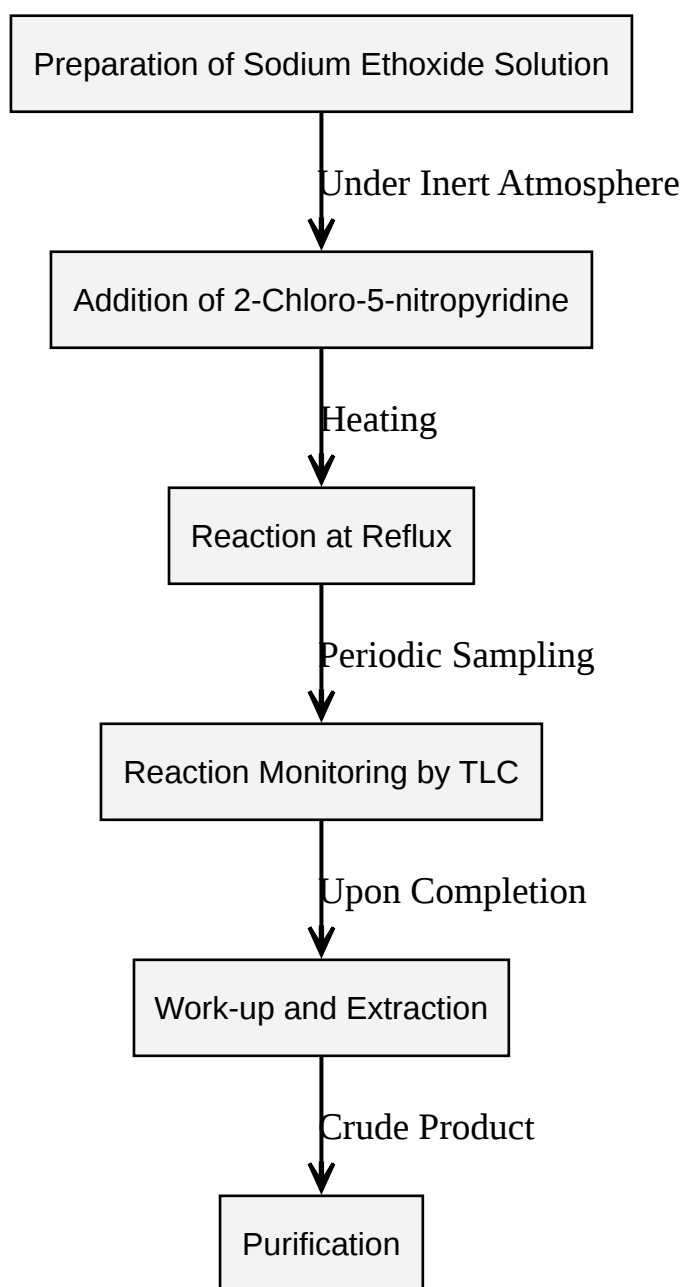 Preparation of Sodium Ethoxide Solution
Under Inert Atmosphere
Addition of 2-Chloro-5-nitropyridine
Heating
Reaction at Reflux
Periodic Sampling
Reaction Monitoring by TLC
Upon Completion
Work-up and Extraction
Crude Product
Purification